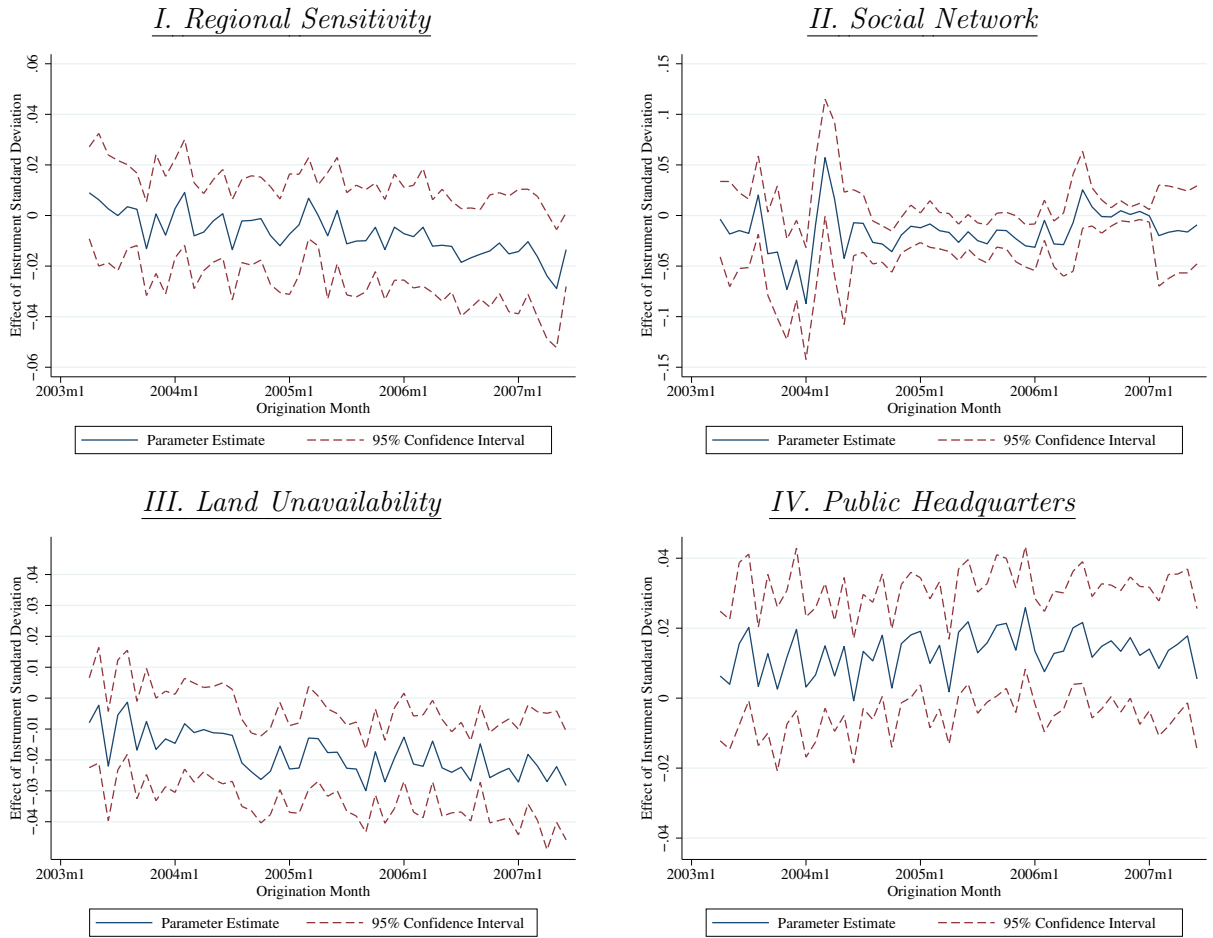 I. Regional Sensitivity
Effect of Instrument Standard Deviation
.06
.04
.02
0
−.02
−.04
−.06
2003m1 2004m1 2005m1 2006m1 2007m1
Origination Month
Parameter Estimate 95% Confidence Interval
II. Social Network
Effect of Instrument Standard Deviation
.15
.1
.05
0
−.05
−.1
−.15
2003m1 2004m1 2005m1 2006m1 2007m1
Origination Month
Parameter Estimate 95% Confidence Interval
III. Land Unavailability
Effect of Instrument Standard Deviation
.04
.03
.02
.01
0
−.01
−.02
−.03
−.04
2003m1 2004m1 2005m1 2006m1 2007m1
Origination Month
Parameter Estimate 95% Confidence Interval
IV. Public Headquarters
Effect of Instrument Standard Deviation
.04
.02
0
−.02
−.04
2003m1 2004m1 2005m1 2006m1 2007m1
Origination Month
Parameter Estimate 95% Confidence Interval